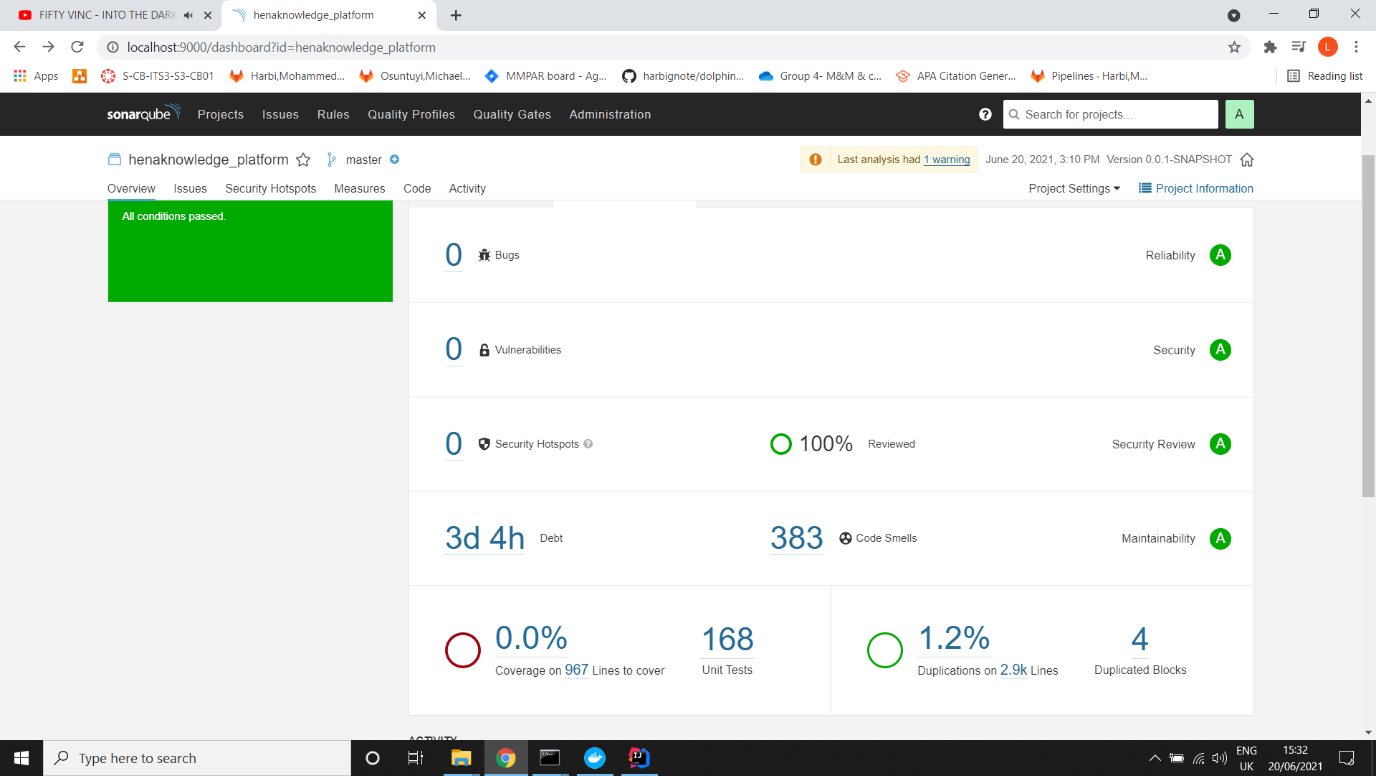 FIFTY VINC - INTO THE DARK
henaknowledge_platform
localhost:9000/dashboard?id=henaknowledge_platform
L
Apps
S-CB-ITS3-S3-CB01
Harbi,Mohammed...
Osuntuyi,Michael...
MMPAR board - Ag...
harbignote/dolphin...
Group 4- M&M & c...
APA Citation Gener...
Pipelines · Harbi,M...
Reading list
sonarqube Projects Issues Rules Quality Profiles Quality Gates Administration
Search for projects...
A
henaknowledge_platform master
Last analysis had 1 warning June 20, 2021, 3:10 PM Version 0.0.1-SNAPSHOT
Overview Issues Security Hotspots Measures Code Activity
Project Settings Project Information
All conditions passed.
0 Bugs Reliability A
0 Vulnerabilities Security A
0 Security Hotspots 100% Reviewed Security Review A
3d 4h Debt 383 Code Smells Maintainability A
0.0% 168 1.2% 4
Coverage on 967 Lines to cover Unit Tests Duplications on 2.9k Lines Duplicated Blocks
ACTIVITY
Type here to search
ENG
UK
15:32
20/06/2021